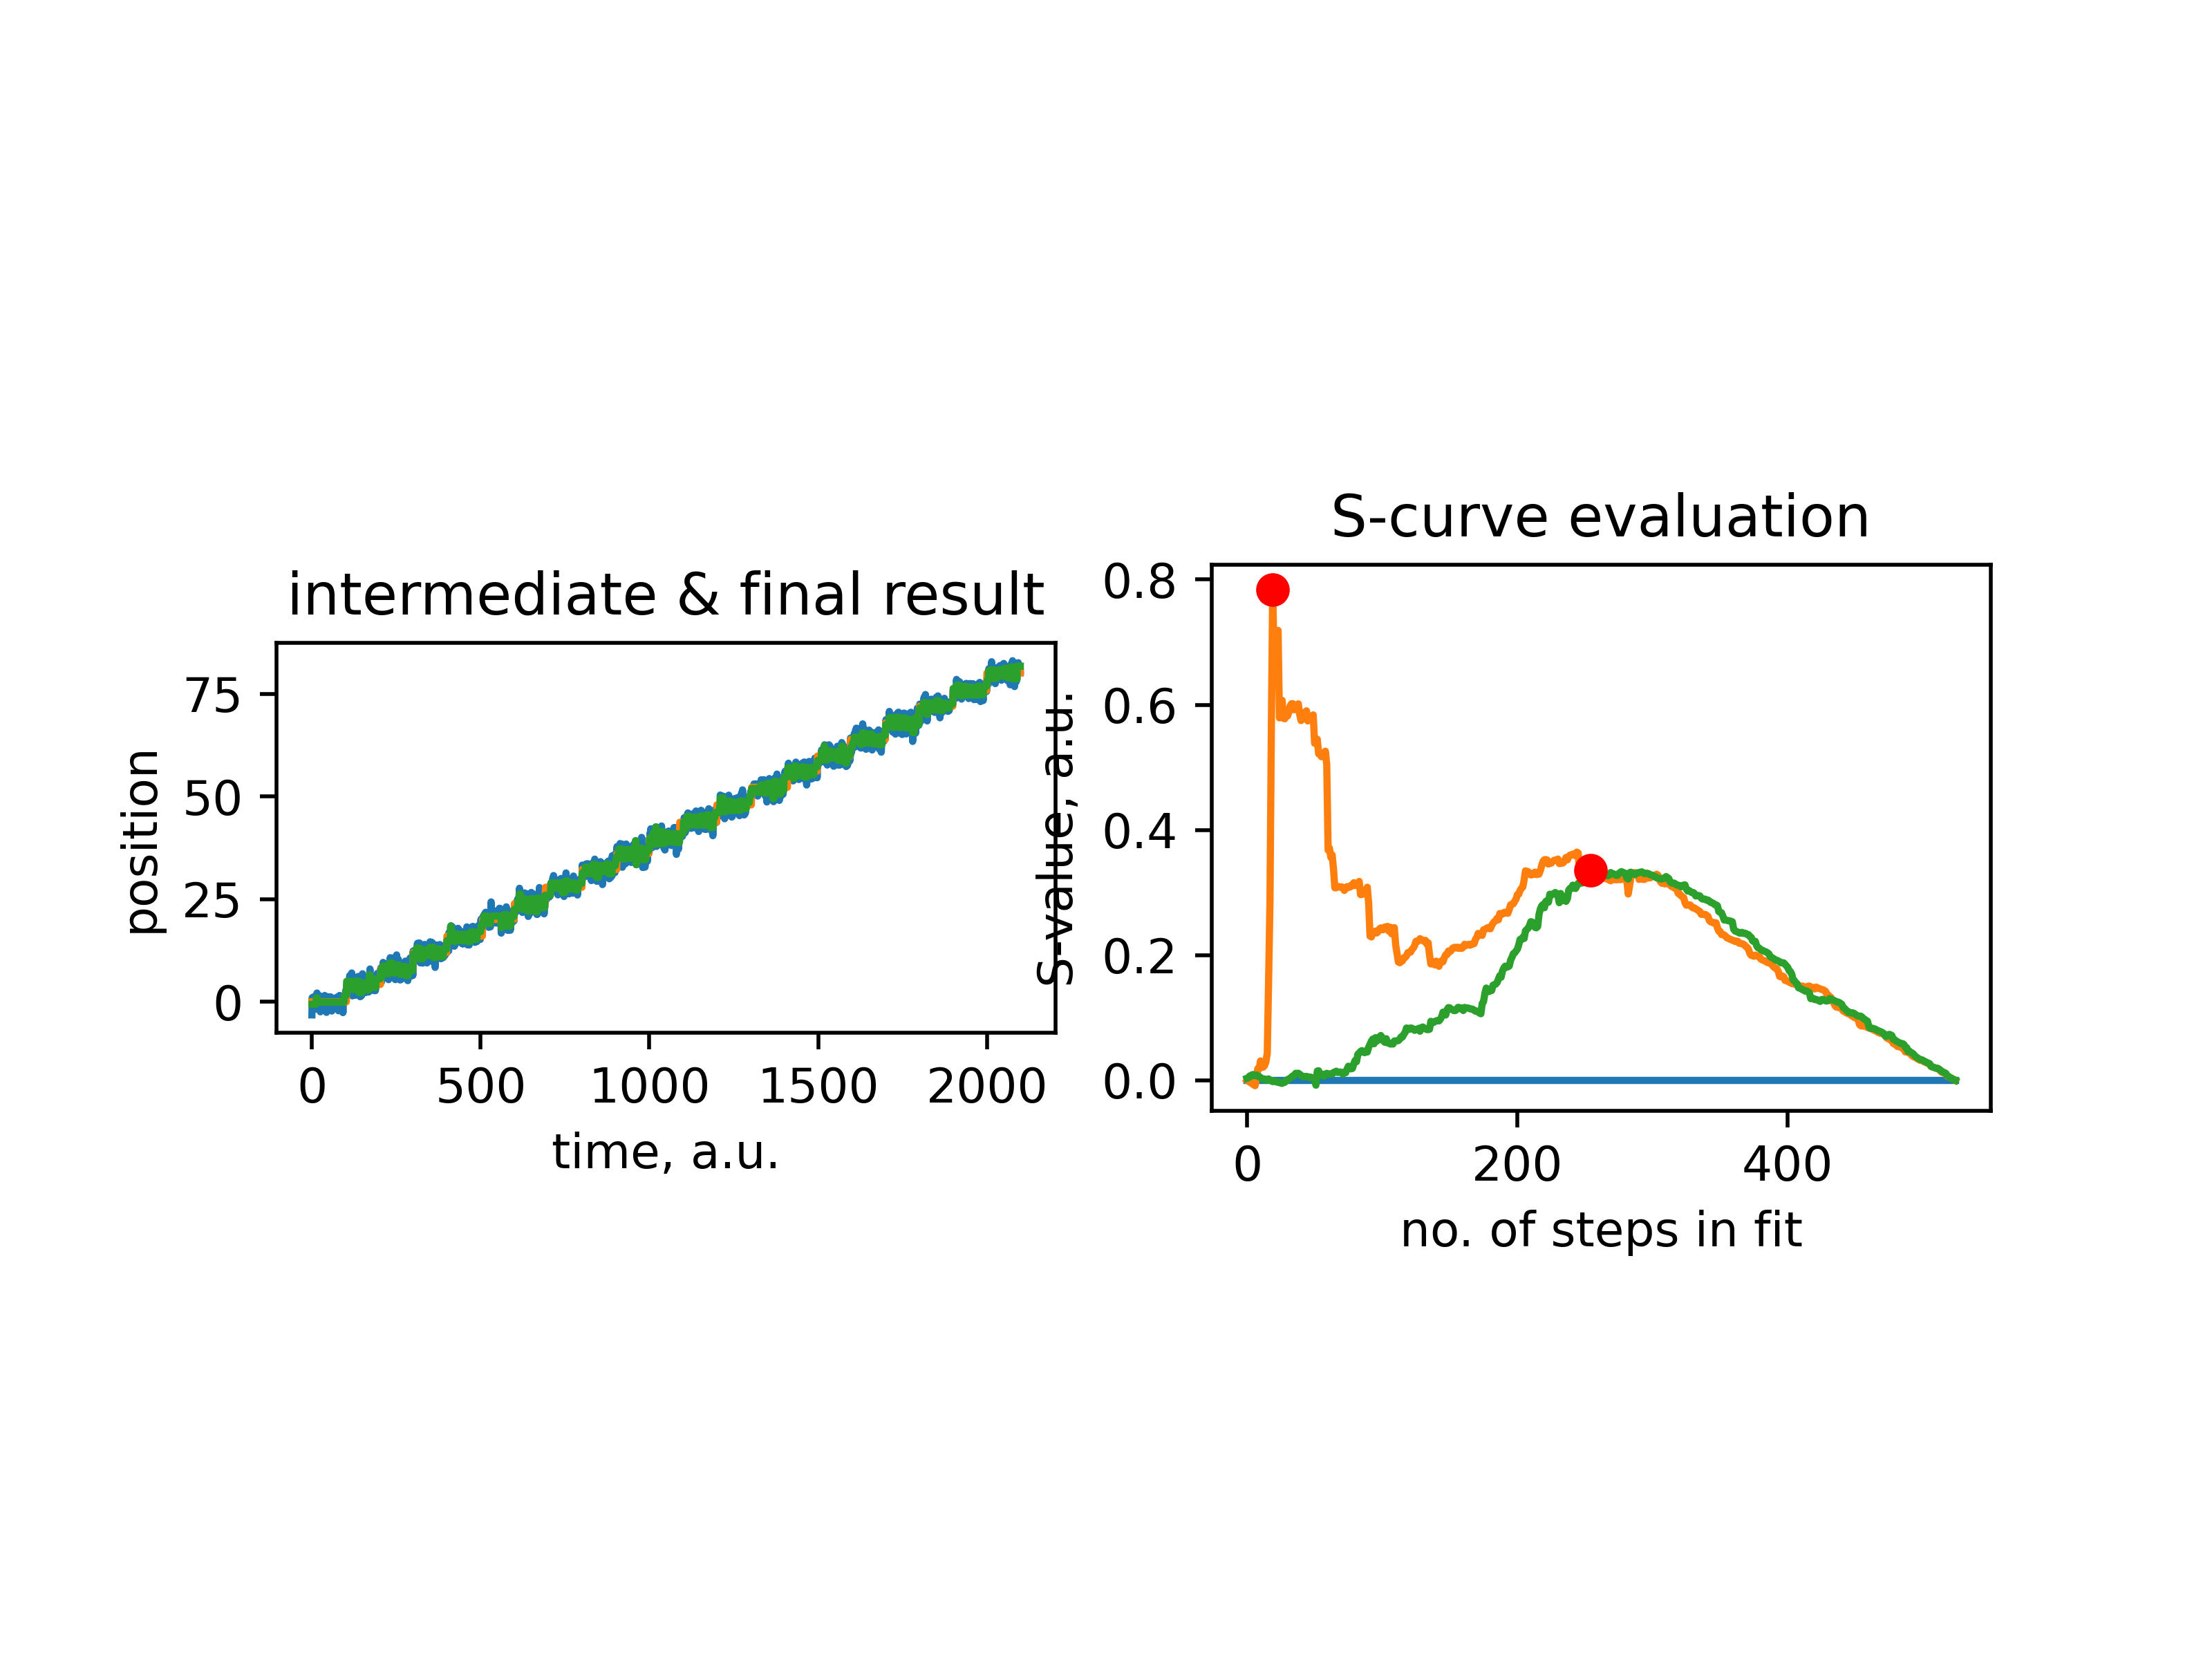 intermediate & final result
75
50
25
0
position
0 500 1000 1500 2000
time, a.u.
S-curve evaluation
0.8
0.6
0.4
0.2
0.0
S-value, a.u.
0 200 400
no. of steps in fit